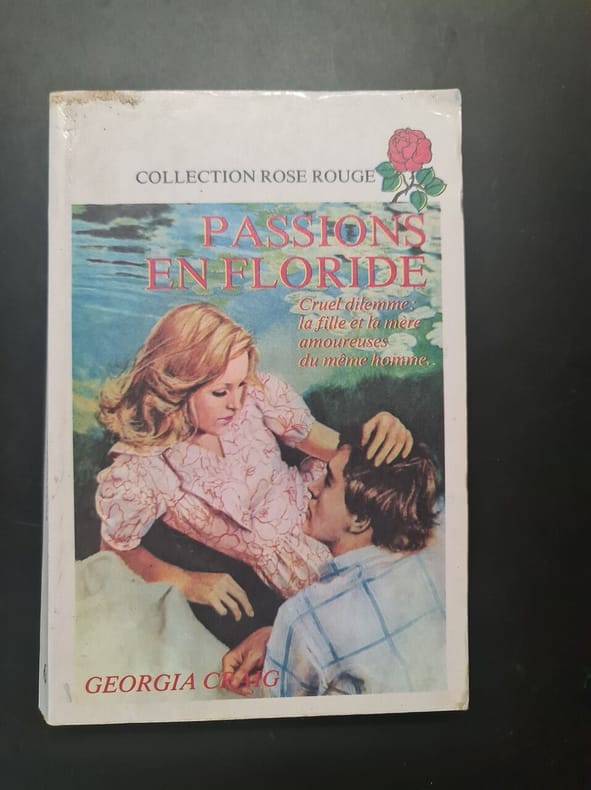 COLLECTION ROSE ROUGE
PASSIONS
EN FLORIDE
Cruel dilemme :
la fille et la mère
amoureuses
du même homme..
GEORGIA CRAIG